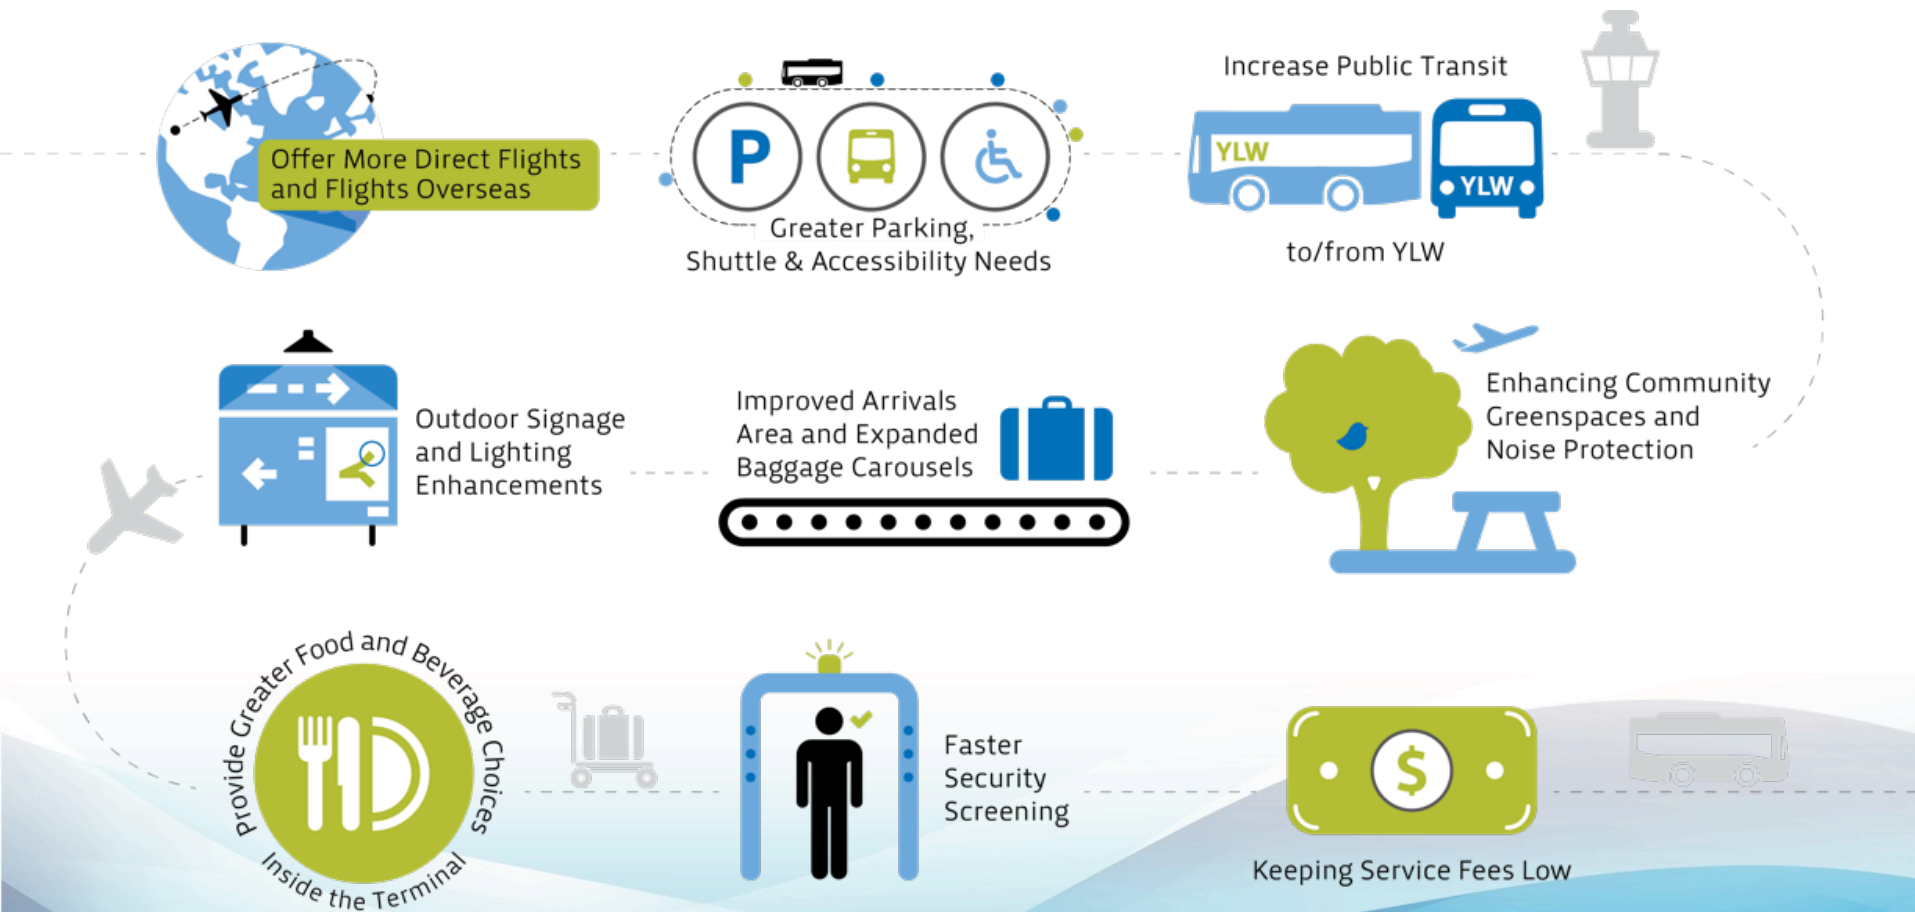 Offer More Direct Flights
and Flights Overseas
P
Greater Parking,
Shuttle & Accessibility Needs
Increase Public Transit
YLW
YLW
to/from YLW
Enhancing Community
Greenspaces and
Noise Protection
Improved Arrivals
Area and Expanded
Baggage Carousels
Outdoor Signage
and Lighting
Enhancements
Provide Greater Food and Beverage Choices
Inside the Terminal
Faster
Security
Screening
$
Keeping Service Fees Low